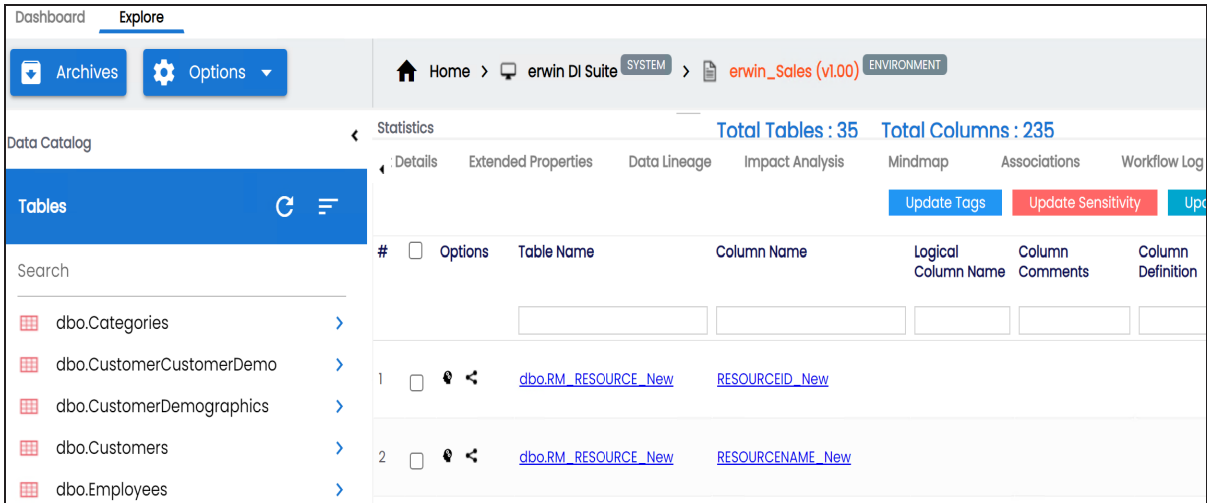 Dashboard Explore
Archives Options
Home > erwin DI Suite SYSTEM > erwin_Sales (v1.00) ENVIRONMENT
Data Catalog
Statistics Total Tables : 35 Total Columns : 235
Details Extended Properties Data Lineage Impact Analysis Mindmap Associations Workflow Log
Tables
Update Tags Update Sensitivity
# Options Table Name Column Name Logical Column Name Column Comments Column Definition
Search
dbo.Categories
dbo.CustomerCustomerDemo
dbo.CustomerDemographics
dbo.Customers
dbo.Employees
1 dbo.RM_RESOURCE_New RESOURCEID_New
2 dbo.RM_RESOURCE_New RESOURCENAME_New